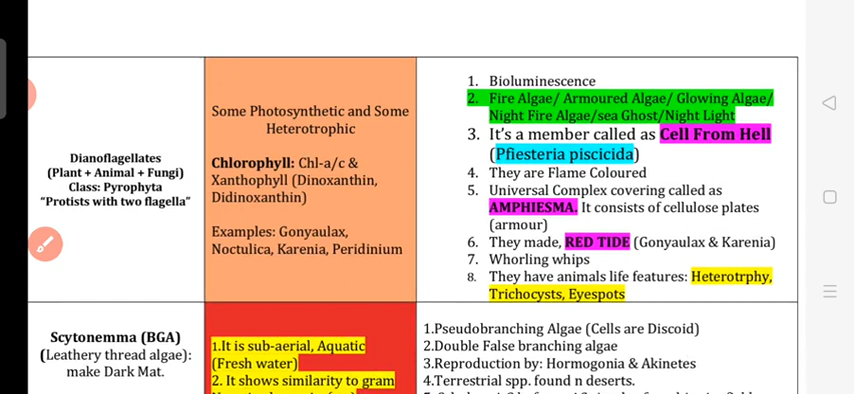 Dianoflagellates
(Plant + Animal + Fungi)
Class: Pyrophyta
“Protists with two flagella”
Some Photosynthetic and Some
Heterotrophic
Chlorophyll: Chl-a/c &
Xanthophyll (Dinoxanthin,
Didinoxanthin)
Examples: Gonyaulax,
Noctulica, Karenia, Peridinium
1. Bioluminescence
2. Fire Algae/ Armoured Algae/ Glowing Algae/
Night Fire Algae/sea Ghost/Night Light
3. It’s a member called as Cell From Hell
(Pfiesteria piscicida)
4. They are Flame Coloured
5. Universal Complex covering called as
AMPHIESMA. It consists of cellulose plates
(armour)
6. They made, RED TIDE (Gonyaulax & Karenia)
7. Whorling whips
8. They have animals life features: Heterotrphy,
Trichocysts, Eyespots
Scytonemma (BGA)
(Leathery thread algae):
make Dark Mat.
1.It is sub-aerial, Aquatic
(Fresh water)
2. It shows similarity to gram
1.Pseudobranching Algae (Cells are Discoid)
2.Double False branching algae
3.Reproduction by: Hormogonia & Akinetes
4.Terrestrial spp. found n deserts.